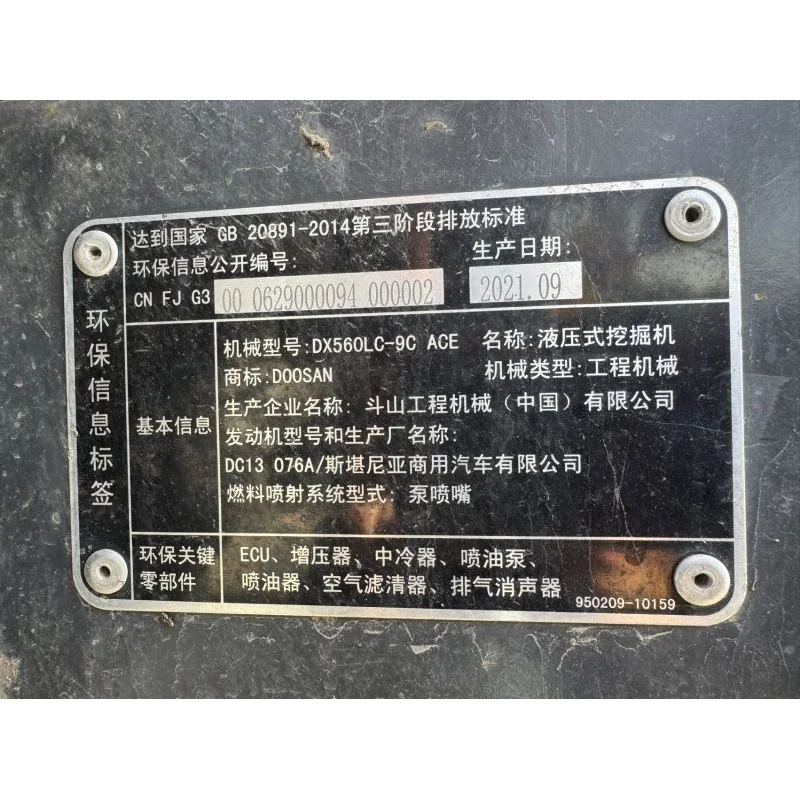 达到国家 GB 20891-2014第三阶段排放标准
环保信息公开编号:
生产日期:
CN FJ G3 00 0629000094 000002
2021.09
环保信息标签
基本信息
机械型号:DX560LC-9C ACE 名称:液压式挖掘机
商标:DOOSAN 机械类型:工程机械
生产企业名称: 斗山工程机械（中国）有限公司
发动机型号和生产厂名称:
DC13 076A/斯堪尼亚商用汽车有限公司
燃料喷射系统型式: 泵喷嘴
环保关键
零部件
ECU、增压器、中冷器、喷油泵、
喷油器、空气滤清器、排气消声器
950209-10159